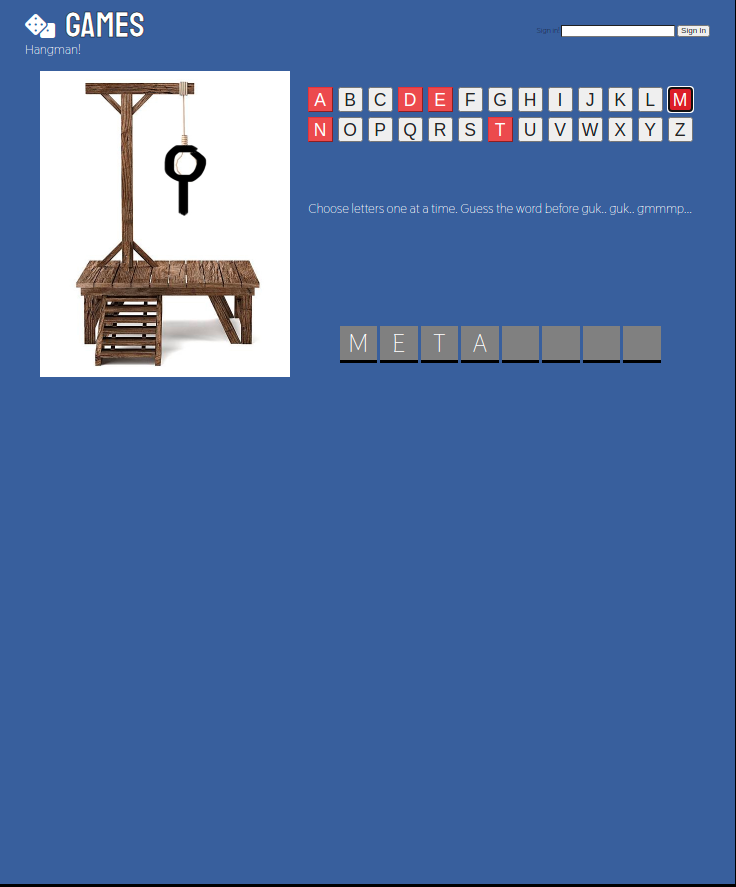 GAMES
Sign in? Sign In
Hangman!
A B C D E F G H I J K L M
N O P Q R S T U V W X Y Z
Choose letters one at a time. Guess the word before guk.. guk.. gmmmp...
M E T A